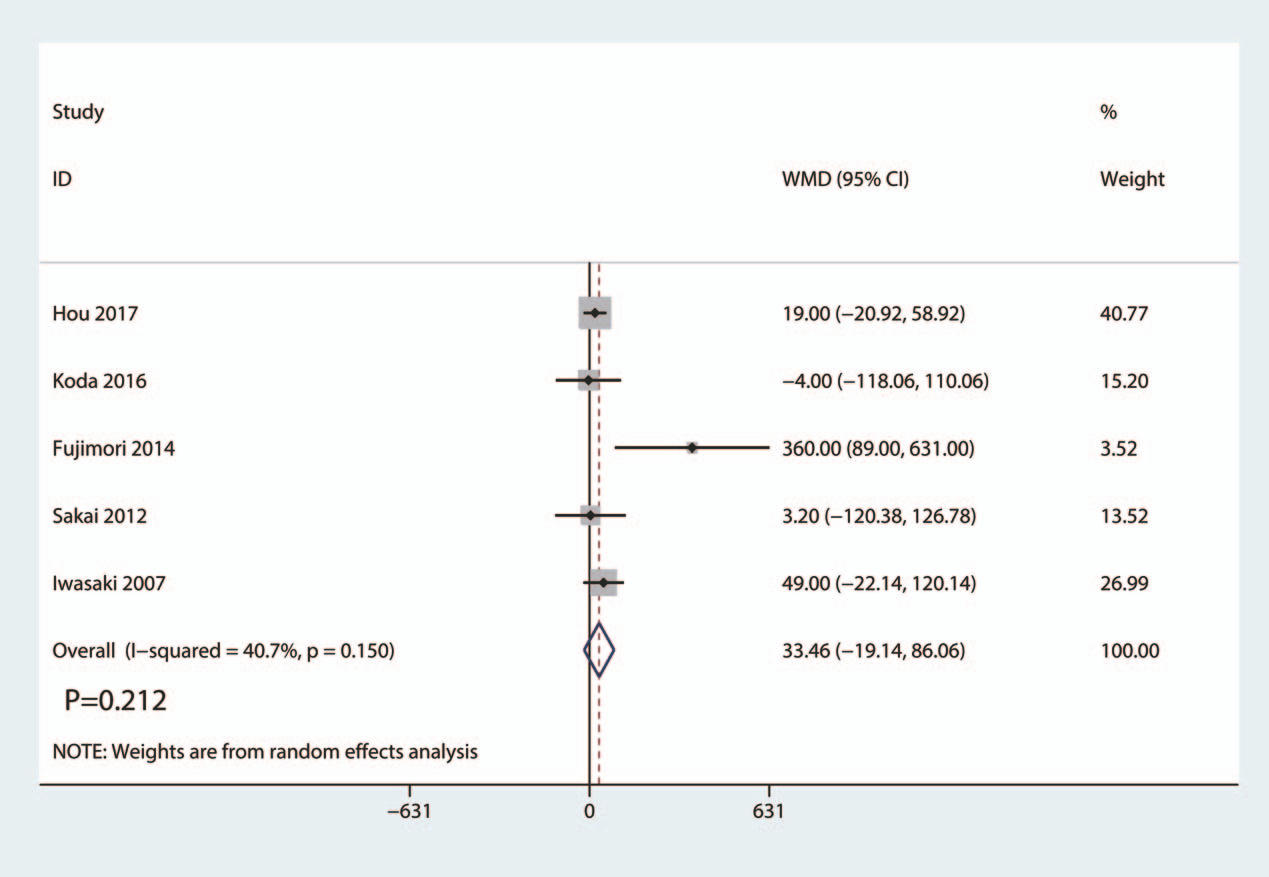 Study %
ID WMD (95% CI) Weight
Hou 2017 19.00 (−20.92, 58.92) 40.77
Koda 2016 −4.00 (−118.06, 110.06) 15.20
Fujimori 2014 360.00 (89.00, 631.00) 3.52
Sakai 2012 3.20 (−120.38, 126.78) 13.52
Iwasaki 2007 49.00 (−22.14, 120.14) 26.99
Overall (I−squared = 40.7%, p = 0.150) 33.46 (−19.14, 86.06) 100.00
P=0.212
NOTE: Weights are from random effects analysis
−631 0 631